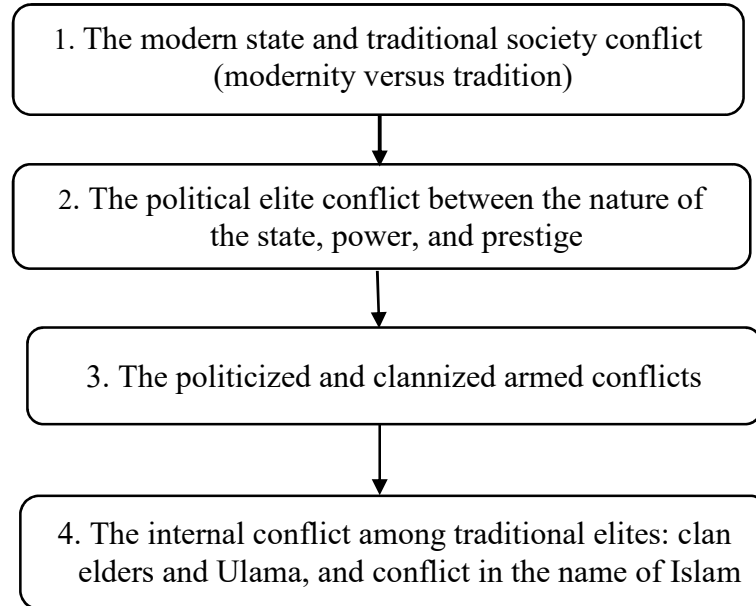 1. The modern state and traditional society conflict
(modernity versus tradition)
2. The political elite conflict between the nature of
the state, power, and prestige
3. The politicized and clannized armed conflicts
4. The internal conflict among traditional elites: clan
elders and Ulama, and conflict in the name of Islam